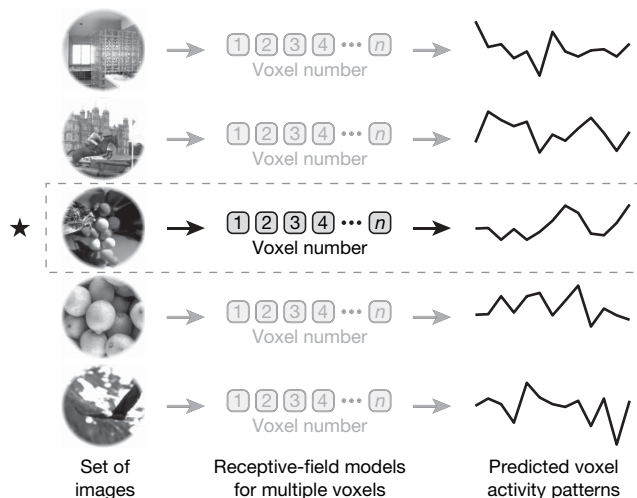 1 2 3 4 ••• n
Voxel number
1 2 3 4 ••• n
Voxel number
★ 1 2 3 4 ••• n
Voxel number
1 2 3 4 ••• n
Voxel number
1 2 3 4 ••• n
Voxel number
Set of images
Receptive-field models for multiple voxels
Predicted voxel activity patterns